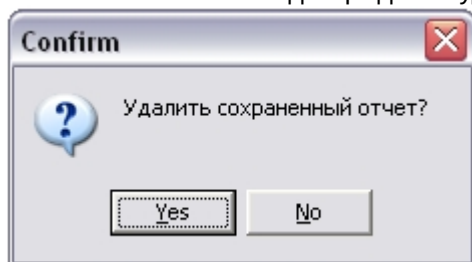 Confirm
Удалить сохраненный отчет?
Yes
No